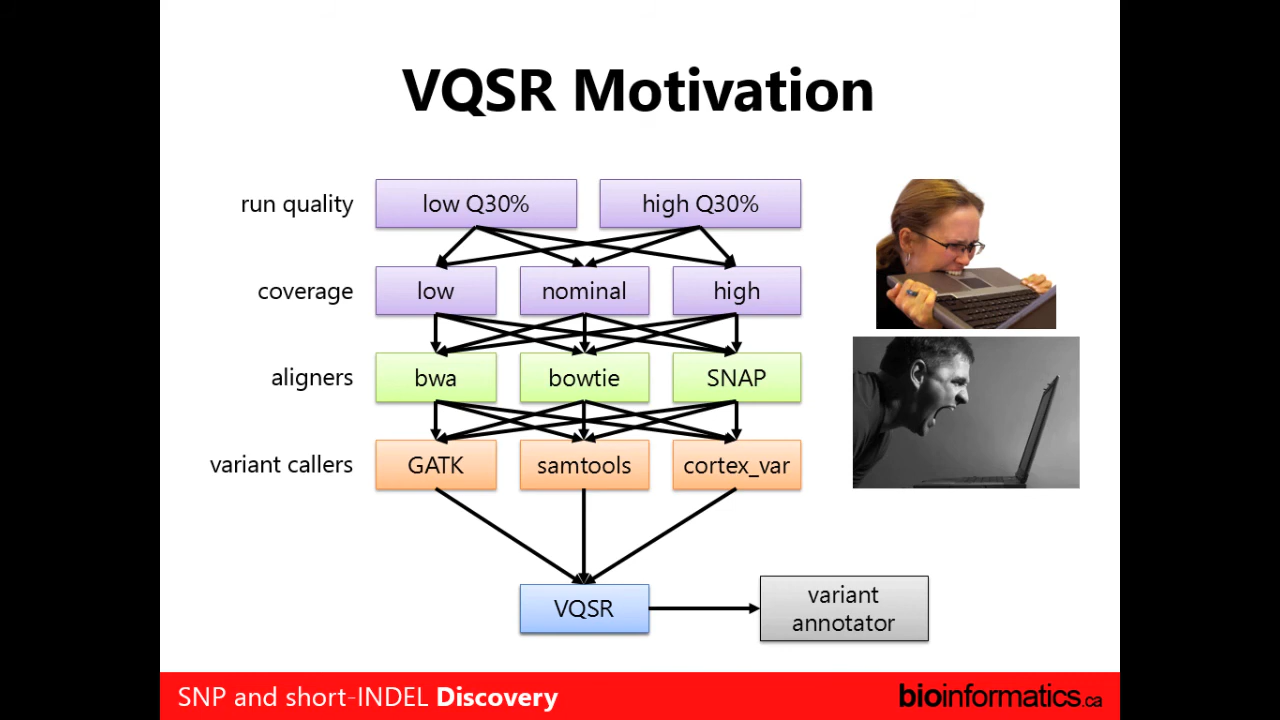 VQSR Motivation
run quality
low Q30%
high Q30%
coverage
low
nominal
high
aligners
bwa
bowtie
SNAP
variant callers
GATK
samtools
cortex_var
VQSR
variant
annotator
SNP and short-INDEL Discovery
bioinformatics.ca